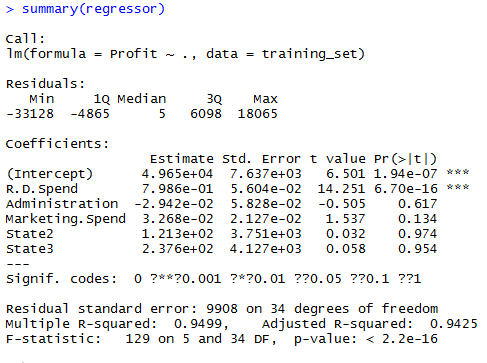 > summary(regressor)
Call:
lm(formula = Profit ~ ., data = training_set)
Residuals:
   Min     1Q Median     3Q    Max
-33128  -4865      5   6098  18065
Coefficients:
                  Estimate Std. Error t value Pr(>|t|)
(Intercept)      4.965e+04  7.637e+03   6.501 1.94e-07 ***
R.D.Spend        7.986e-01  5.604e-02  14.251 6.70e-16 ***
Administration  -2.942e-02  5.828e-02  -0.505    0.617
Marketing.Spend  3.268e-02  2.127e-02   1.537    0.134
State2           1.213e+02  3.751e+03   0.032    0.974
State3           2.376e+02  4.127e+03   0.058    0.954
---
Signif. codes:  0 ?**?0.001 ?*?0.01 ??0.05 ??0.1 ??1
Residual standard error: 9908 on 34 degrees of freedom
Multiple R-squared:  0.9499,    Adjusted R-squared:  0.9425
F-statistic:   129 on 5 and 34 DF,  p-value: < 2.2e-16